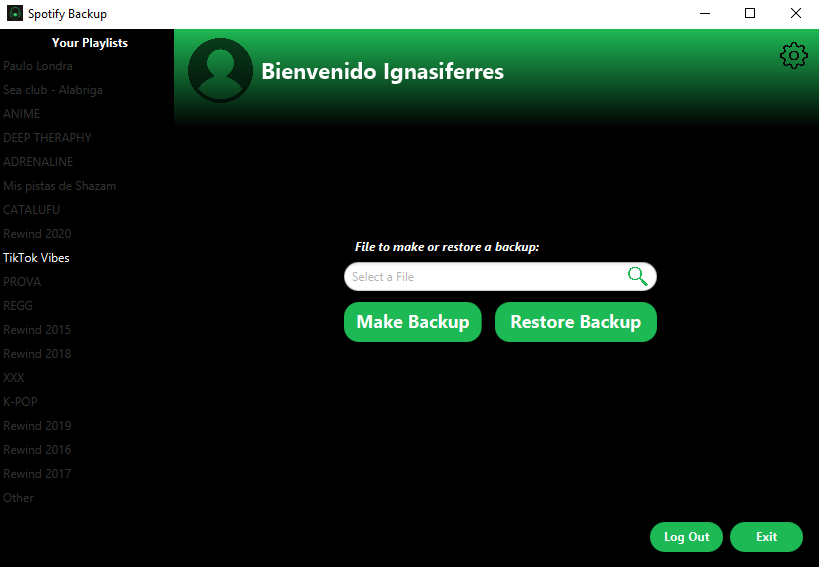 Spotify Backup
Your Playlists
Paulo Londra
Sea club - Alabriga
ANIME
DEEP THERAPHY
ADRENALINE
Mis pistas de Shazam
CATALUFU
Rewind 2020
TikTok Vibes
PROVA
REGG
Rewind 2015
Rewind 2018
XXX
K-POP
Rewind 2019
Rewind 2016
Rewind 2017
Other
Bienvenido Ignasiferres
File to make or restore a backup:
Select a File
Make Backup
Restore Backup
Log Out
Exit